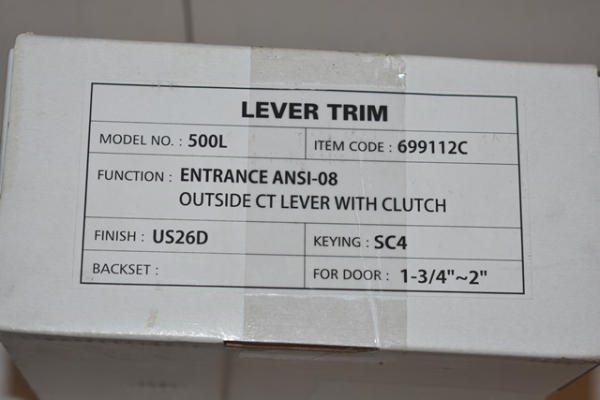 LEVER TRIM
MODEL NO. : 500L
ITEM CODE : 699112C
FUNCTION : ENTRANCE ANSI-08
OUTSIDE CT LEVER WITH CLUTCH
FINISH : US26D
KEYING : SC4
BACKSET :
FOR DOOR : 1-3/4"~2"